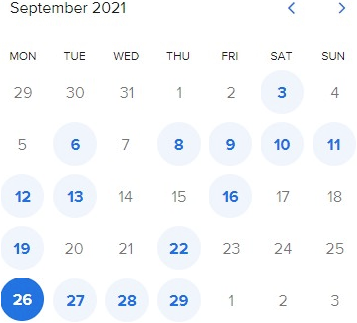 September 2021
MON TUE WED THU FRI SAT SUN
29 30 31 1 2 3 4
5 6 7 8 9 10 11
12 13 14 15 16 17 18
19 20 21 22 23 24 25
26 27 28 29 1 2 3